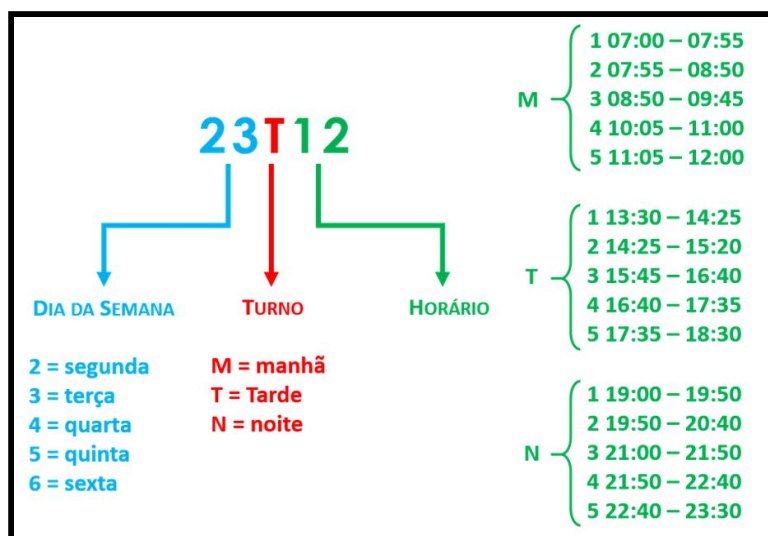 23T12
DIA DA SEMANA
2 = segunda
3 = terça
4 = quarta
5 = quinta
6 = sexta
TURNO
M = manhã
T = Tarde
N = noite
HORÁRIO
M
1 07:00 – 07:55
2 07:55 – 08:50
3 08:50 – 09:45
4 10:05 – 11:00
5 11:05 – 12:00
T
1 13:30 – 14:25
2 14:25 – 15:20
3 15:45 – 16:40
4 16:40 – 17:35
5 17:35 – 18:30
N
1 19:00 – 19:50
2 19:50 – 20:40
3 21:00 – 21:50
4 21:50 – 22:40
5 22:40 – 23:30